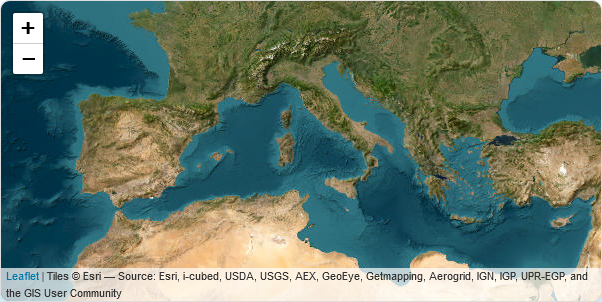 +
−
Leaflet | Tiles © Esri — Source: Esri, i-cubed, USDA, USGS, AEX, GeoEye, Getmapping, Aerogrid, IGN, IGP, UPR-EGP, and
the GIS User Community